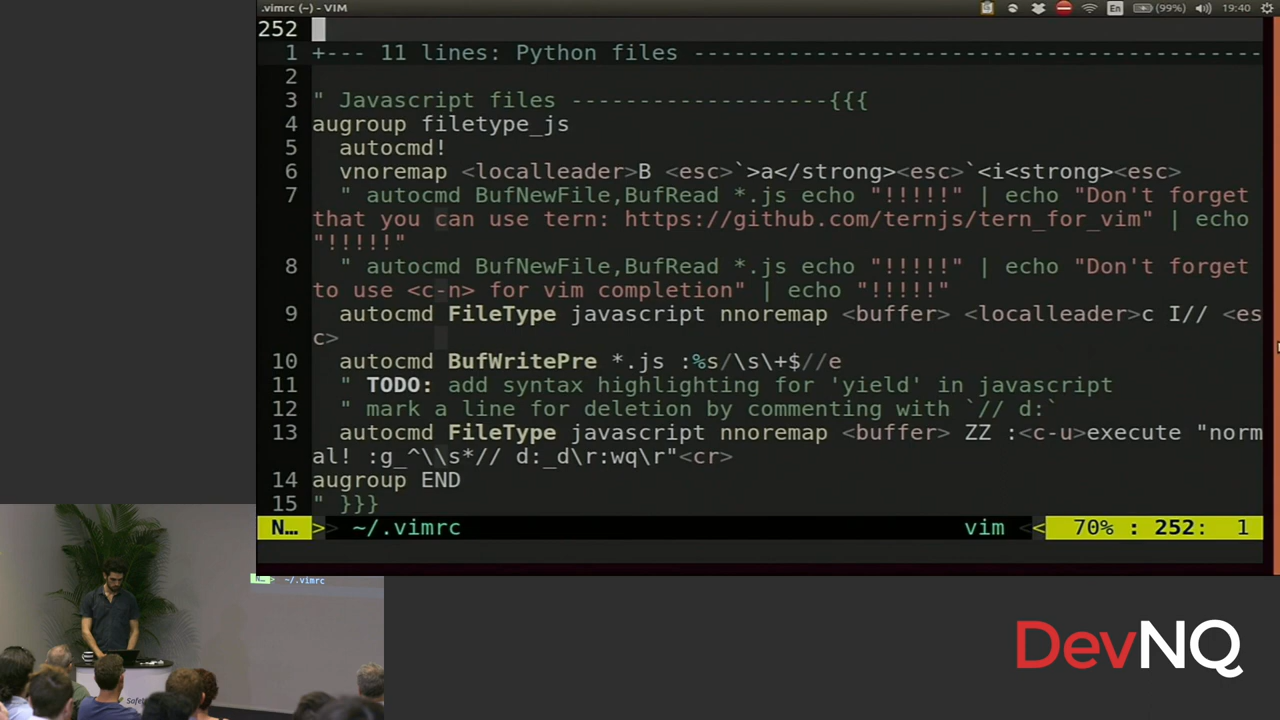 .vimrc (~) - VIM
En (99%) 19:40
252
1 +--- 11 lines: Python files -------------------------------------------
2
3 " Javascript files -------------------{{{
4 augroup filetype_js
5 autocmd!
6 vnoremap <localleader>B <esc>`>a</strong><esc>`<i<strong><esc>
7 " autocmd BufNewFile,BufRead *.js echo "!!!!!" | echo "Don't forget
that you can use tern: https://github.com/ternjs/tern_for_vim" | echo
"!!!!!"
8 " autocmd BufNewFile,BufRead *.js echo "!!!!!" | echo "Don't forget
to use <c-n> for vim completion" | echo "!!!!!"
9 autocmd FileType javascript nnoremap <buffer> <localleader>c I// <es
c>
10 autocmd BufWritePre *.js :%s/\s\+$//e
11 " TODO: add syntax highlighting for 'yield' in javascript
12 " mark a line for deletion by commenting with `// d:`
13 autocmd FileType javascript nnoremap <buffer> ZZ :<c-u>execute "norm
al! :g_^\\s*// d:_d\r:wq\r"<cr>
14 augroup END
15 " }}}
N... >> ~/.vimrc vim << 70% : 252: 1
~/.vimrc
DevNQ